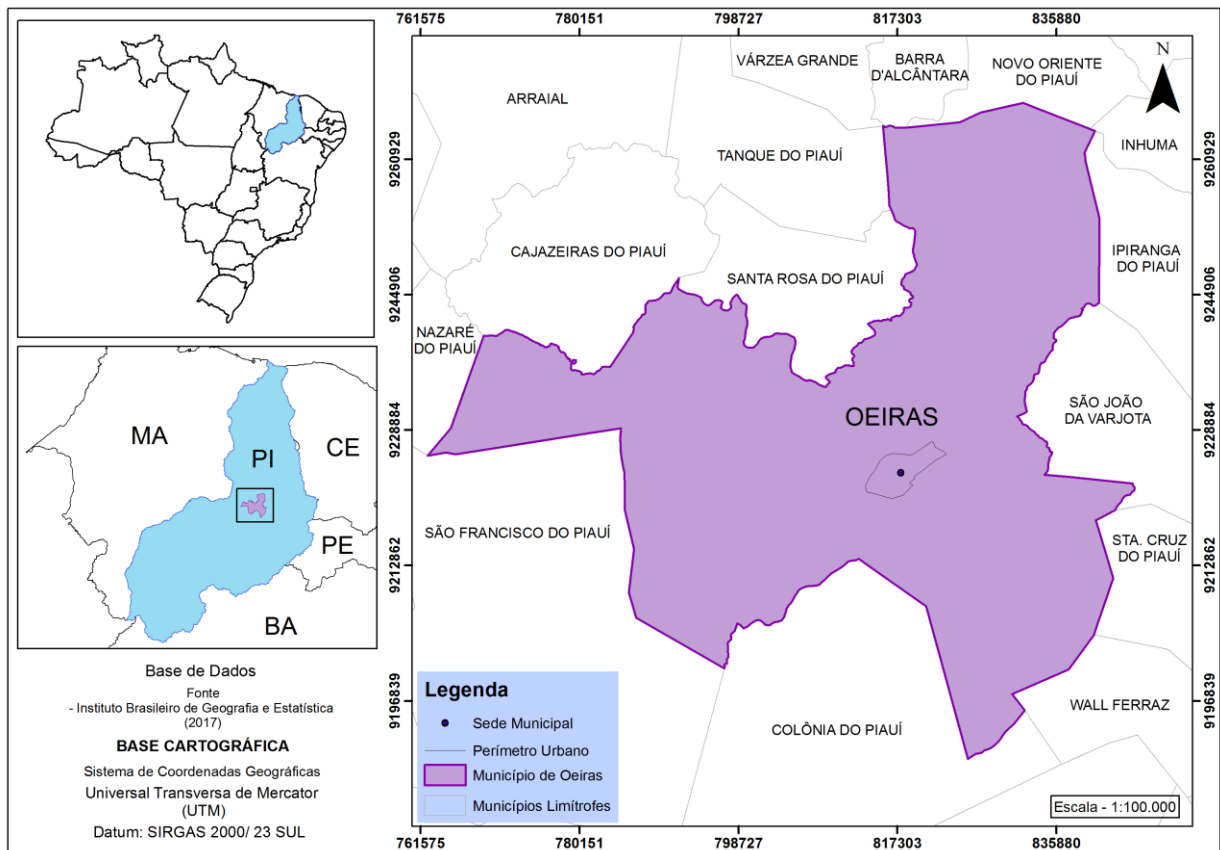 761575
780151
798727
817303
835880
N
VÁRZEA GRANDE
BARRA
D'ALCÂNTARA
NOVO ORIENTE
DO PIAUÍ
ARRAIAL
INHUMA
TANQUE DO PIAUÍ
9260929
9260929
CAJAZEIRAS DO PIAUÍ
SANTA ROSA DO PIAUÍ
IPIRANGA
DO PIAUÍ
9244906
9244906
NAZARÉ
DO PIAUÍ
SÃO JOÃO
DA VARJOTA
OEIRAS
9228884
9228884
SÃO FRANCISCO DO PIAUÍ
STA. CRUZ
DO PIAUÍ
9212862
9212862
WALL FERRAZ
COLÔNIA DO PIAUÍ
9196839
9196839
MA
PI
CE
PE
BA
Base de Dados
Fonte
- Instituto Brasileiro de Geografia e Estatística
(2017)
BASE CARTOGRÁFICA
Sistema de Coordenadas Geográficas
Universal Transversa de Mercator
(UTM)
Datum: SIRGAS 2000/ 23 SUL
Legenda
Sede Municipal
Perímetro Urbano
Município de Oeiras
Municípios Limítrofes
Escala - 1:100.000
761575
780151
798727
817303
835880